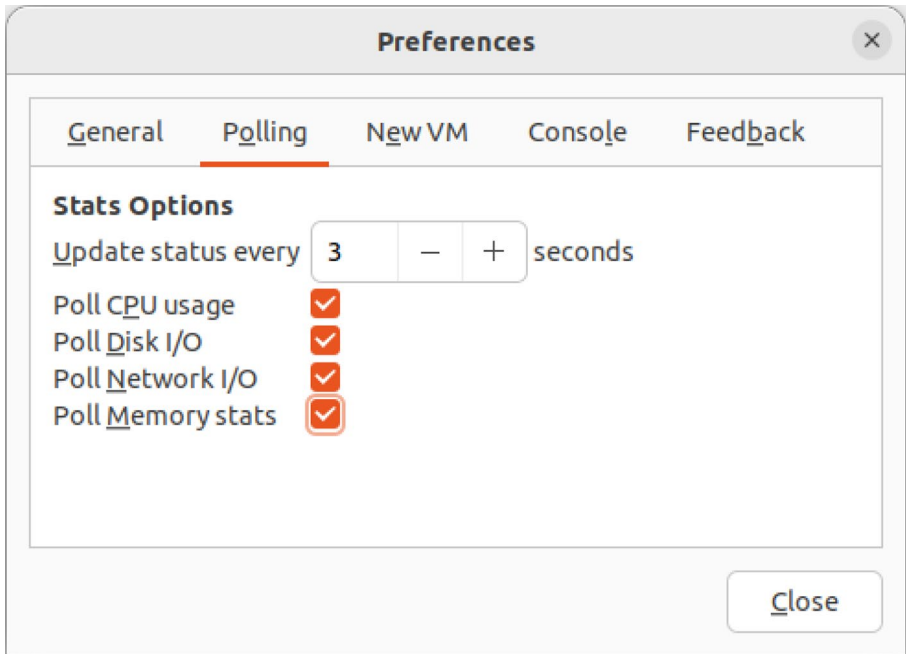 Preferences
General Polling New VM Console Feedback
Stats Options
Update status every 3 − + seconds
Poll CPU usage
Poll Disk I/O
Poll Network I/O
Poll Memory stats
Close